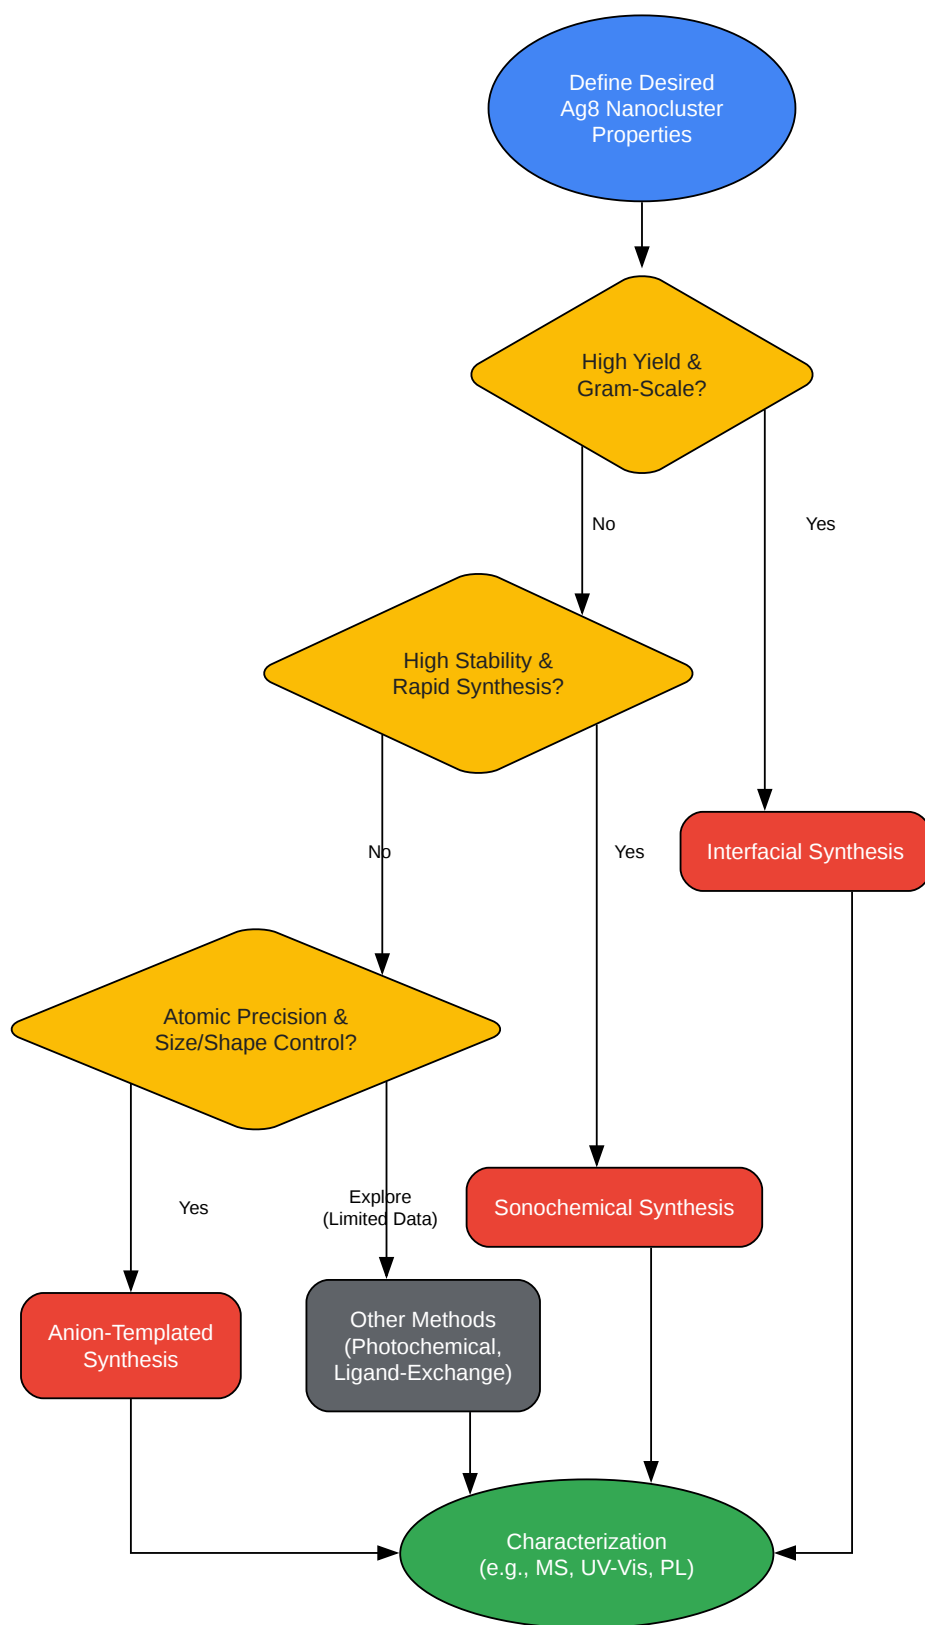 Define Desired
Ag8 Nanocluster
Properties
High Yield &
Gram-Scale?
No
Yes
High Stability &
Rapid Synthesis?
No
Yes
Interfacial Synthesis
Atomic Precision &
Size/Shape Control?
Yes
Explore
(Limited Data)
Sonochemical Synthesis
Anion-Templated
Synthesis
Other Methods
(Photochemical,
Ligand-Exchange)
Characterization
(e.g., MS, UV-Vis, PL)